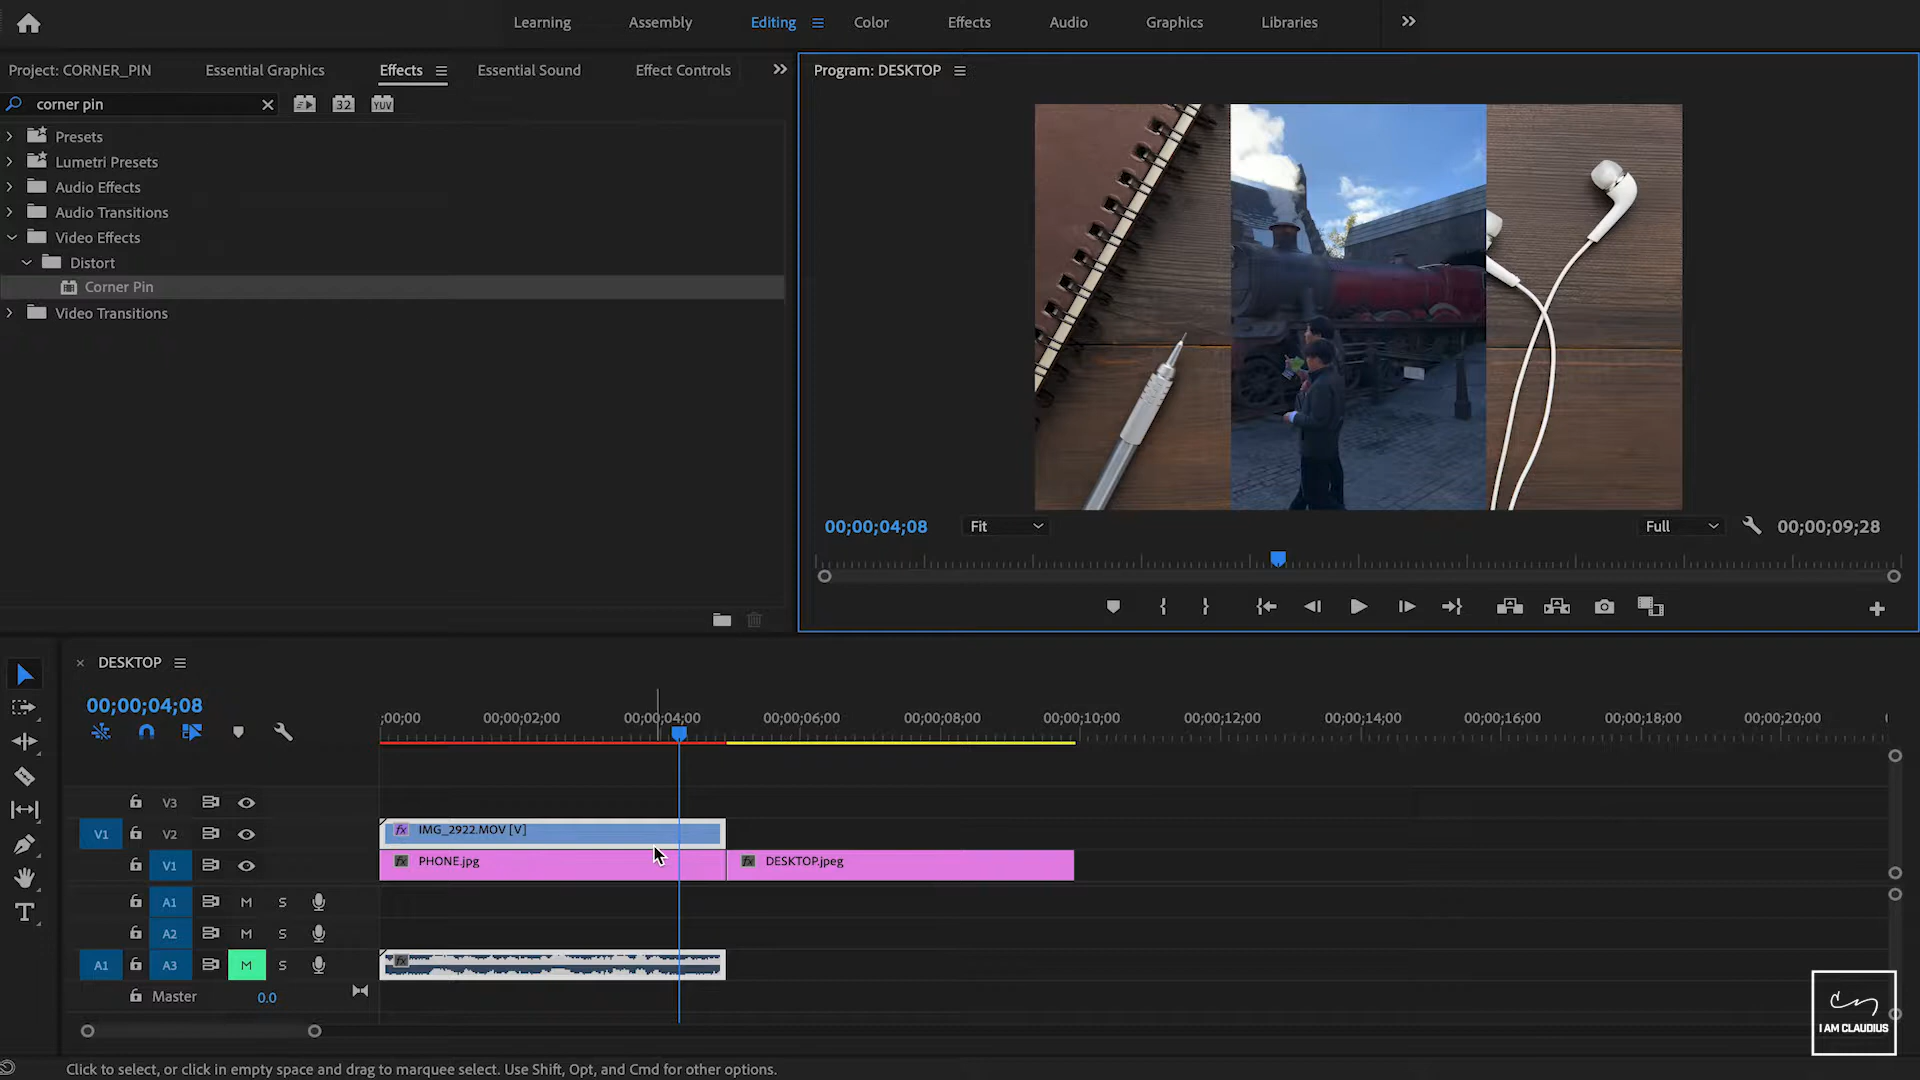 Learning Assembly Editing Color Effects Audio Graphics Libraries
Project: CORNER_PIN Essential Graphics Effects Essential Sound Effect Controls
Program: DESKTOP
corner pin
32 YUV
Presets
Lumetri Presets
Audio Effects
Audio Transitions
Video Effects
Distort
Corner Pin
Video Transitions
00;00;04;08 Fit Full 00;00;09;28
DESKTOP
00;00;04;08
;00;00 00;00;02;00 00;00;04;00 00;00;06;00 00;00;08;00 00;00;10;00 00;00;12;00 00;00;14;00 00;00;16;00 00;00;18;00 00;00;20;00
V3
V1 V2 fx IMG_2922.MOV [V]
V1 fx PHONE.jpg fx DESKTOP.jpeg
A1 M S
A2 M S
A1 A3 M S fx
Master 0.0
I AM CLAUDIUS
Click to select, or click in empty space and drag to marquee select. Use Shift, Opt, and Cmd for other options.